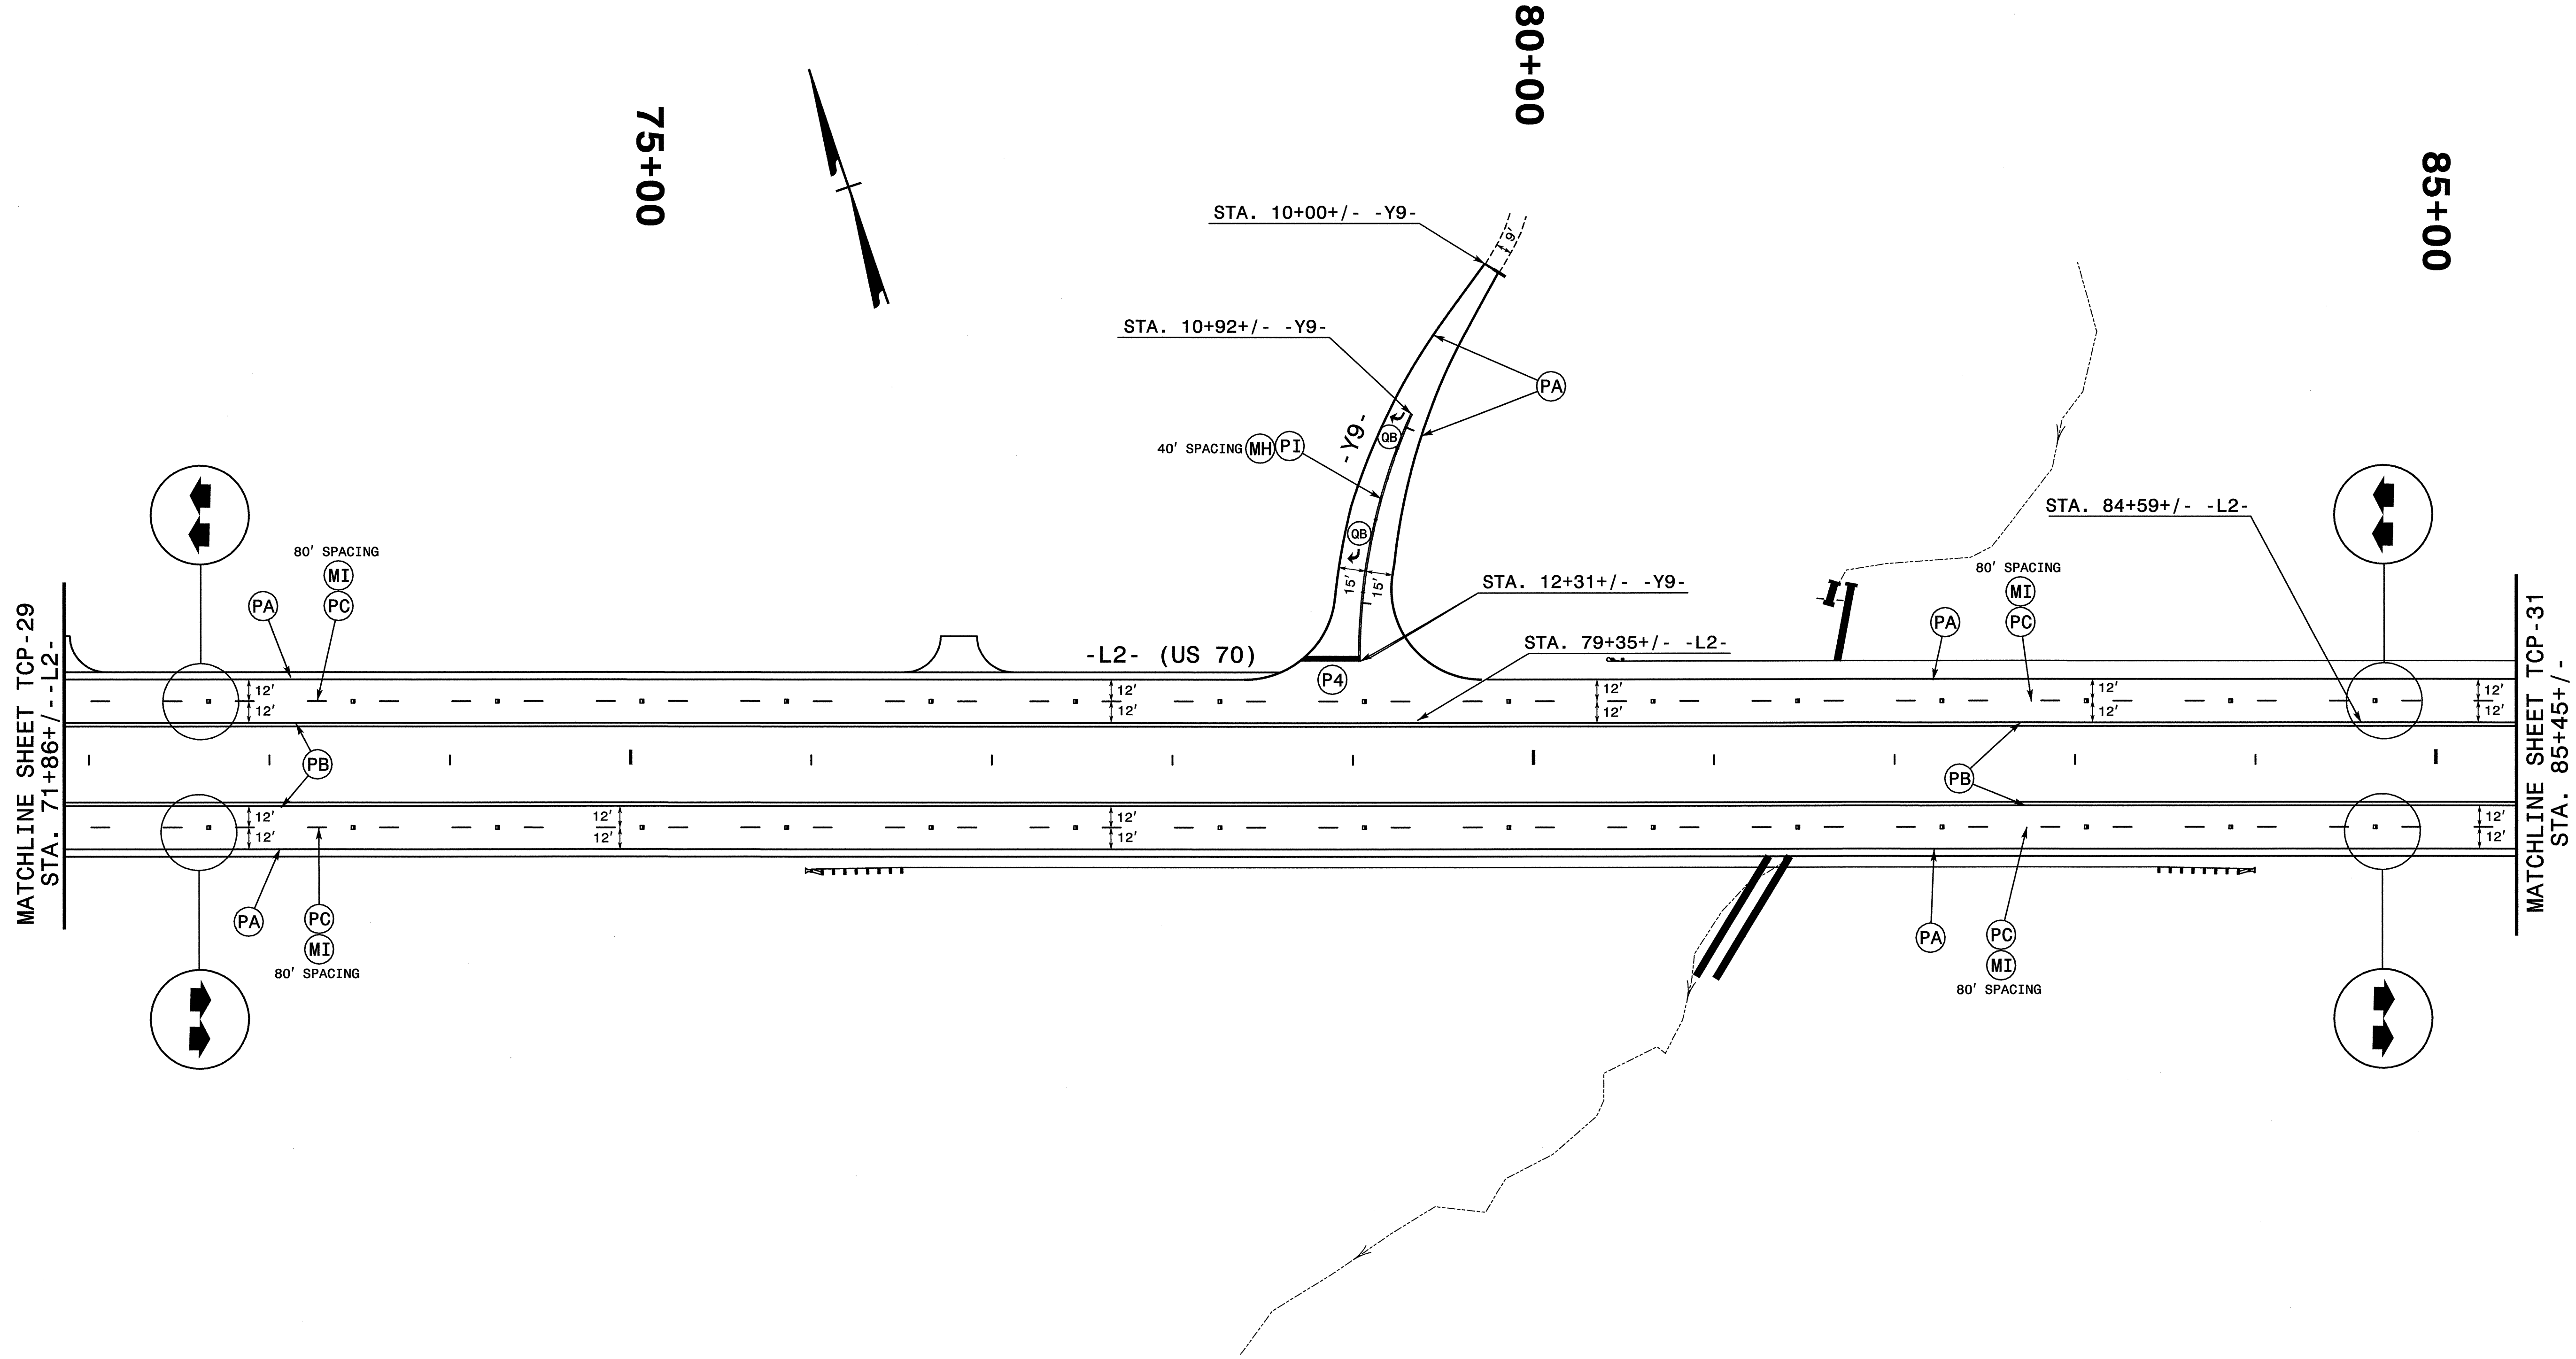 80+00
75+00
85+00
STA. 10+00+/- -Y9-
9'
STA. 10+92+/- -Y9-
PA
-Y9-
QB
40' SPACING MH PI
QB
15' 15'
STA. 84+59+/- -L2-
80' SPACING
MI
PC
PA
STA. 12+31+/- -Y9-
80' SPACING
MI
PC
PA
-L2- (US 70)
STA. 79+35+/- -L2-
P4
MATCHLINE SHEET TCP-29
STA. 71+86+/--L2-
MATCHLINE SHEET TCP-31
STA. 85+45+/-
12' 12' 12' 12' 12'
12' 12' 12' 12' 12'
PB
PB
12' 12' 12' 12'
12' 12' 12' 12'
PA
PC
MI
80' SPACING
PA
PC
MI
80' SPACING